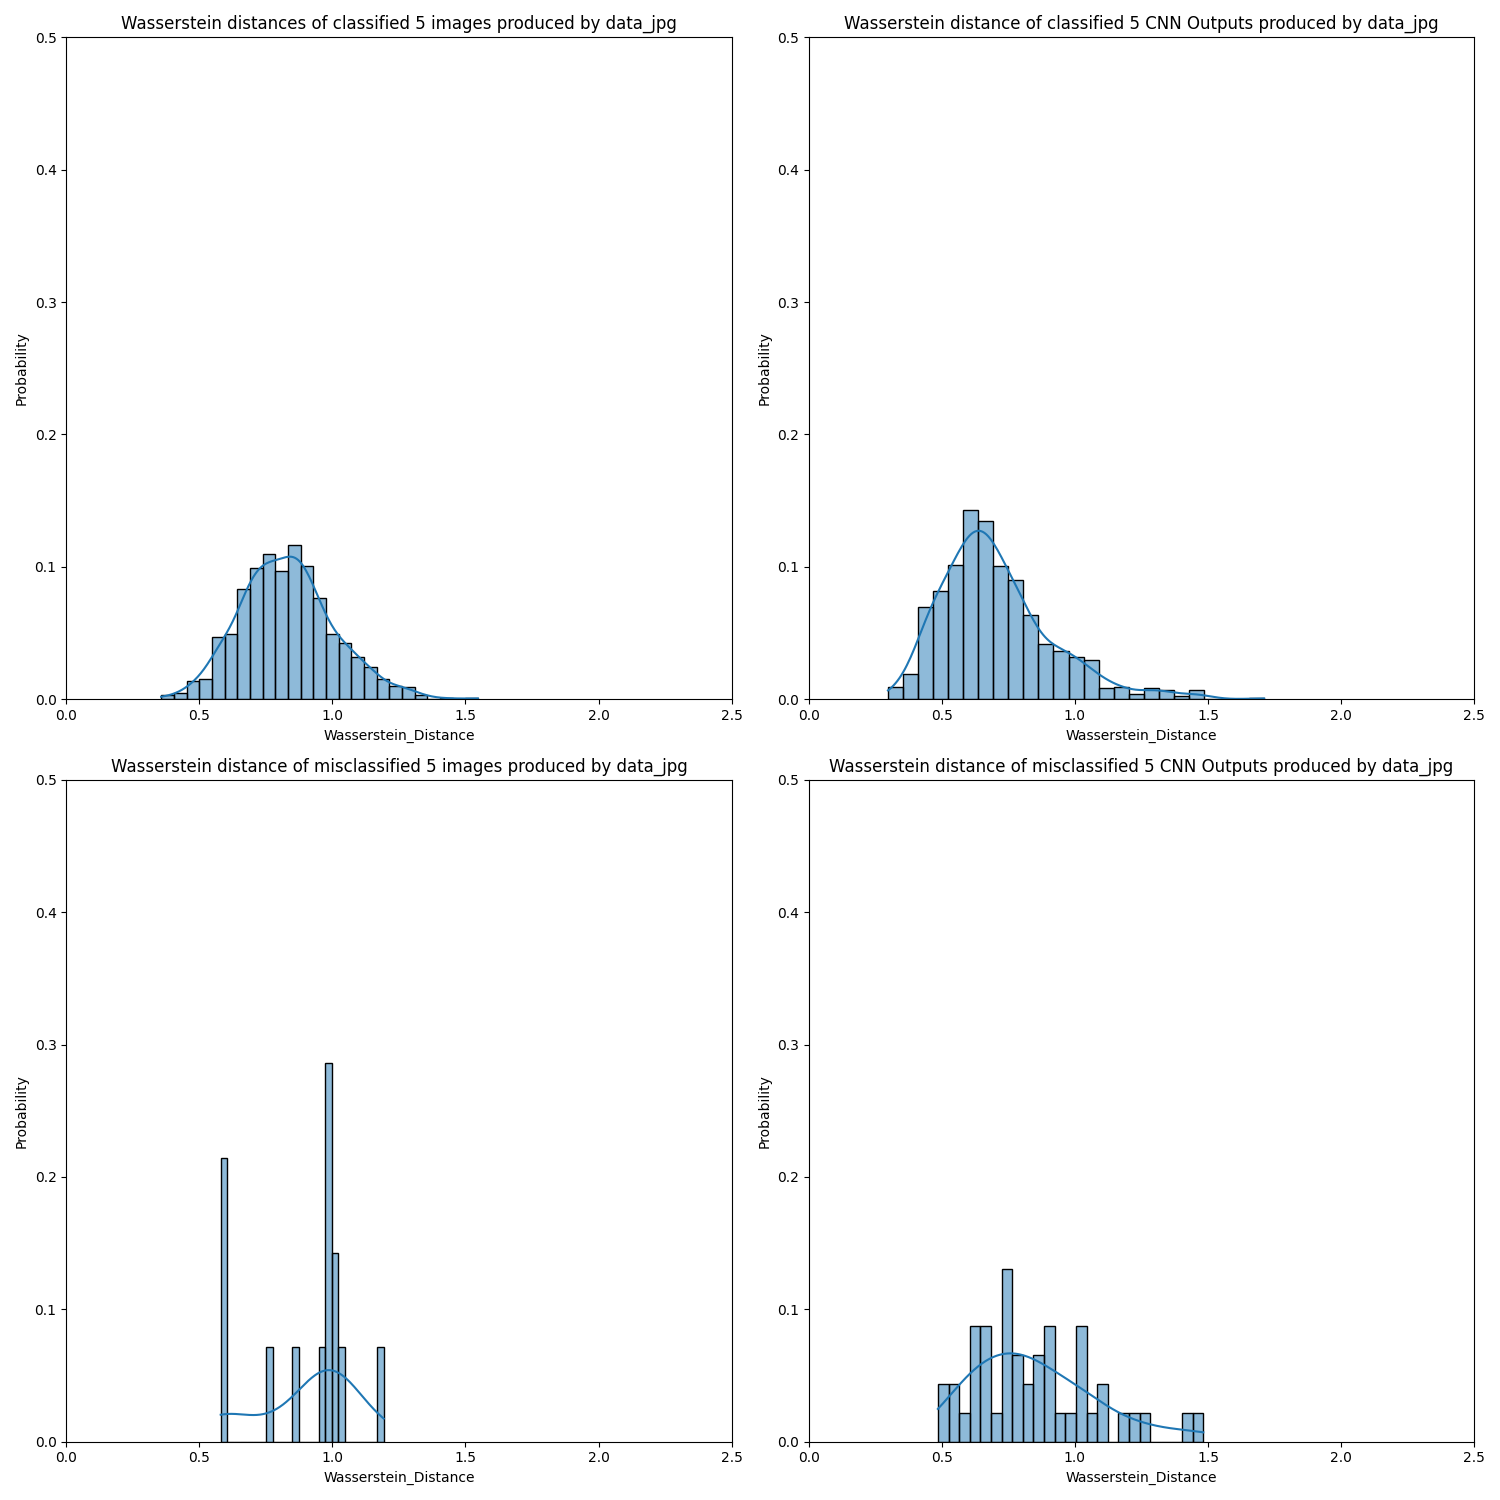 Wasserstein distances of classified 5 images produced by data_jpg
0.5
0.4
0.3
0.2
0.1
0.0
Probability
0.0 0.5 1.0 1.5 2.0 2.5
Wasserstein_Distance
Wasserstein distance of classified 5 CNN Outputs produced by data_jpg
0.5
0.4
0.3
0.2
0.1
0.0
Probability
0.0 0.5 1.0 1.5 2.0 2.5
Wasserstein_Distance
Wasserstein distance of misclassified 5 images produced by data_jpg
0.5
0.4
0.3
0.2
0.1
0.0
Probability
0.0 0.5 1.0 1.5 2.0 2.5
Wasserstein_Distance
Wasserstein distance of misclassified 5 CNN Outputs produced by data_jpg
0.5
0.4
0.3
0.2
0.1
0.0
Probability
0.0 0.5 1.0 1.5 2.0 2.5
Wasserstein_Distance